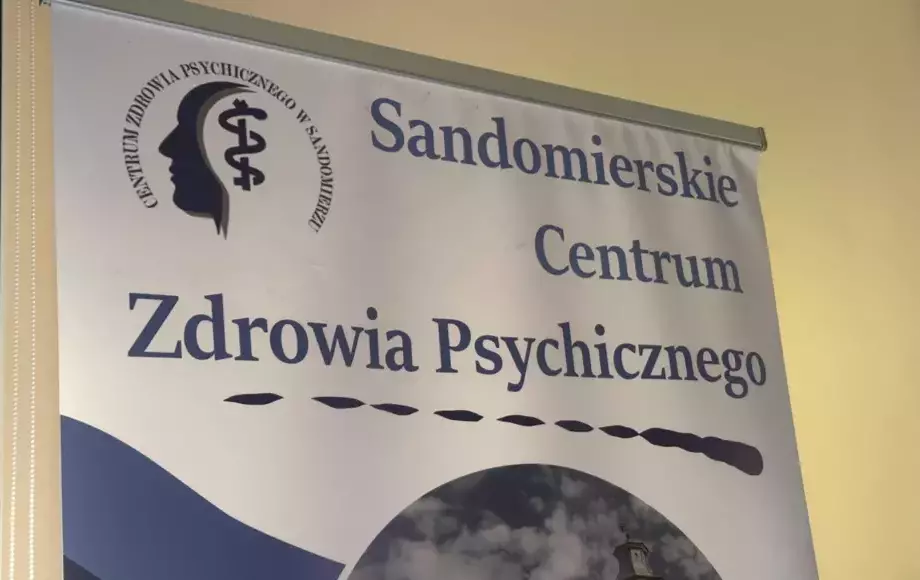 CENTRUM ZDROWIA PSYCHICZNEGO W SANDOMIERZU
Sandomierskie
Centrum
Zdrowia Psychicznego